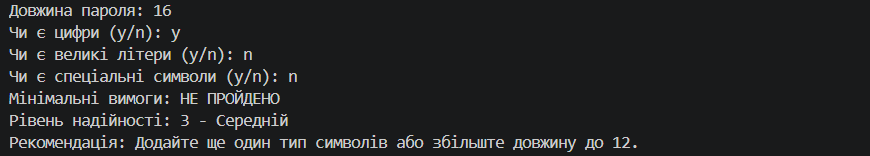 Довжина пароля: 16
Чи є цифри (y/n): y
Чи є великі літери (y/n): n
Чи є спеціальні символи (y/n): n
Мінімальні вимоги: НЕ ПРОЙДЕНО
Рівень надійності: 3 - Середній
Рекомендація: Додайте ще один тип символів або збільште довжину до 12.